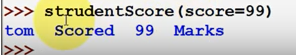 >>> strudentScore(score=99)
tom Scored 99 Marks
>>>